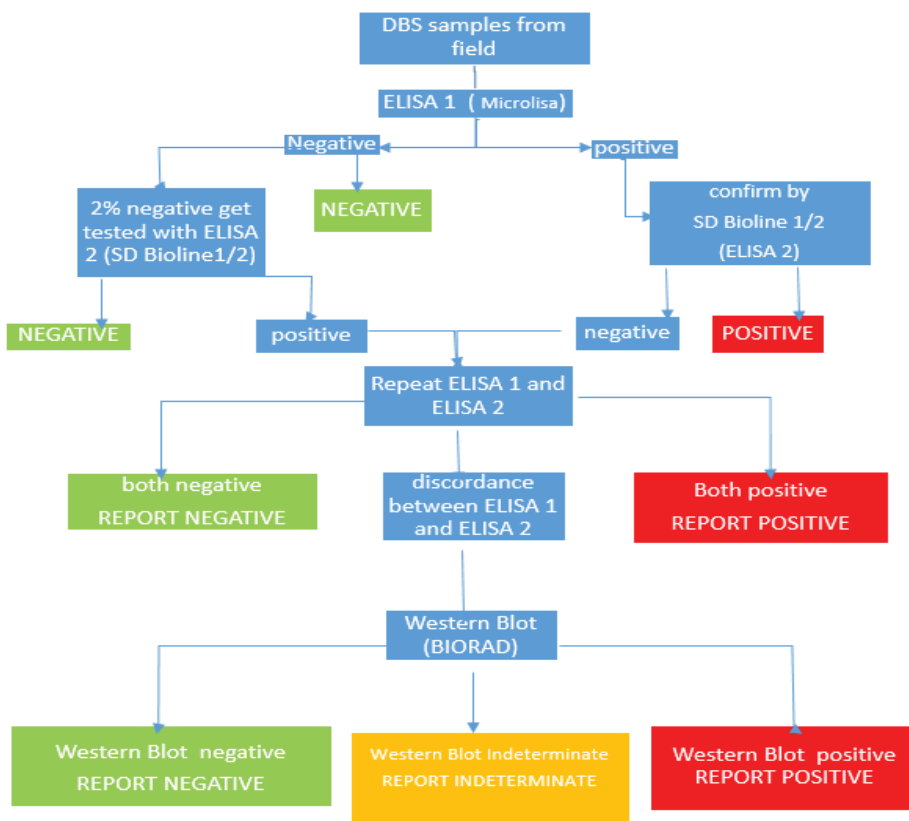 DBS samples from
field
ELISA 1 ( Microlisa)
Negative
positive
2% negative get
tested with ELISA
2 (SD Bioline1/2)
NEGATIVE
confirm by
SD Bioline 1/2
(ELISA 2)
NEGATIVE
positive
negative
POSITIVE
Repeat ELISA 1 and
ELISA 2
both negative
REPORT NEGATIVE
discordance
between ELISA 1
and ELISA 2
Both positive
REPORT POSITIVE
Western Blot
(BIORAD)
Western Blot negative
REPORT NEGATIVE
Western Blot Indeterminate
REPORT INDETERMINATE
Western Blot positive
REPORT POSITIVE